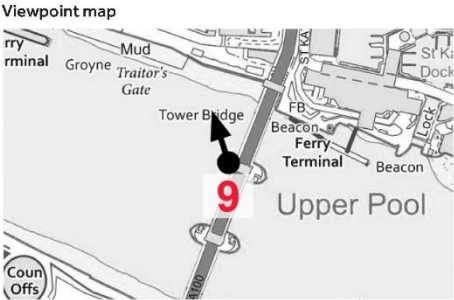 Viewpoint map
rry
rminal
Groyne
Mud
Traitor's
Gate
ST KA
St Ka
Dock
Tower Bridge
FB
Beacon
Lock
Ferry
Terminal
Beacon
9
Upper Pool
Coun
Offs
A100